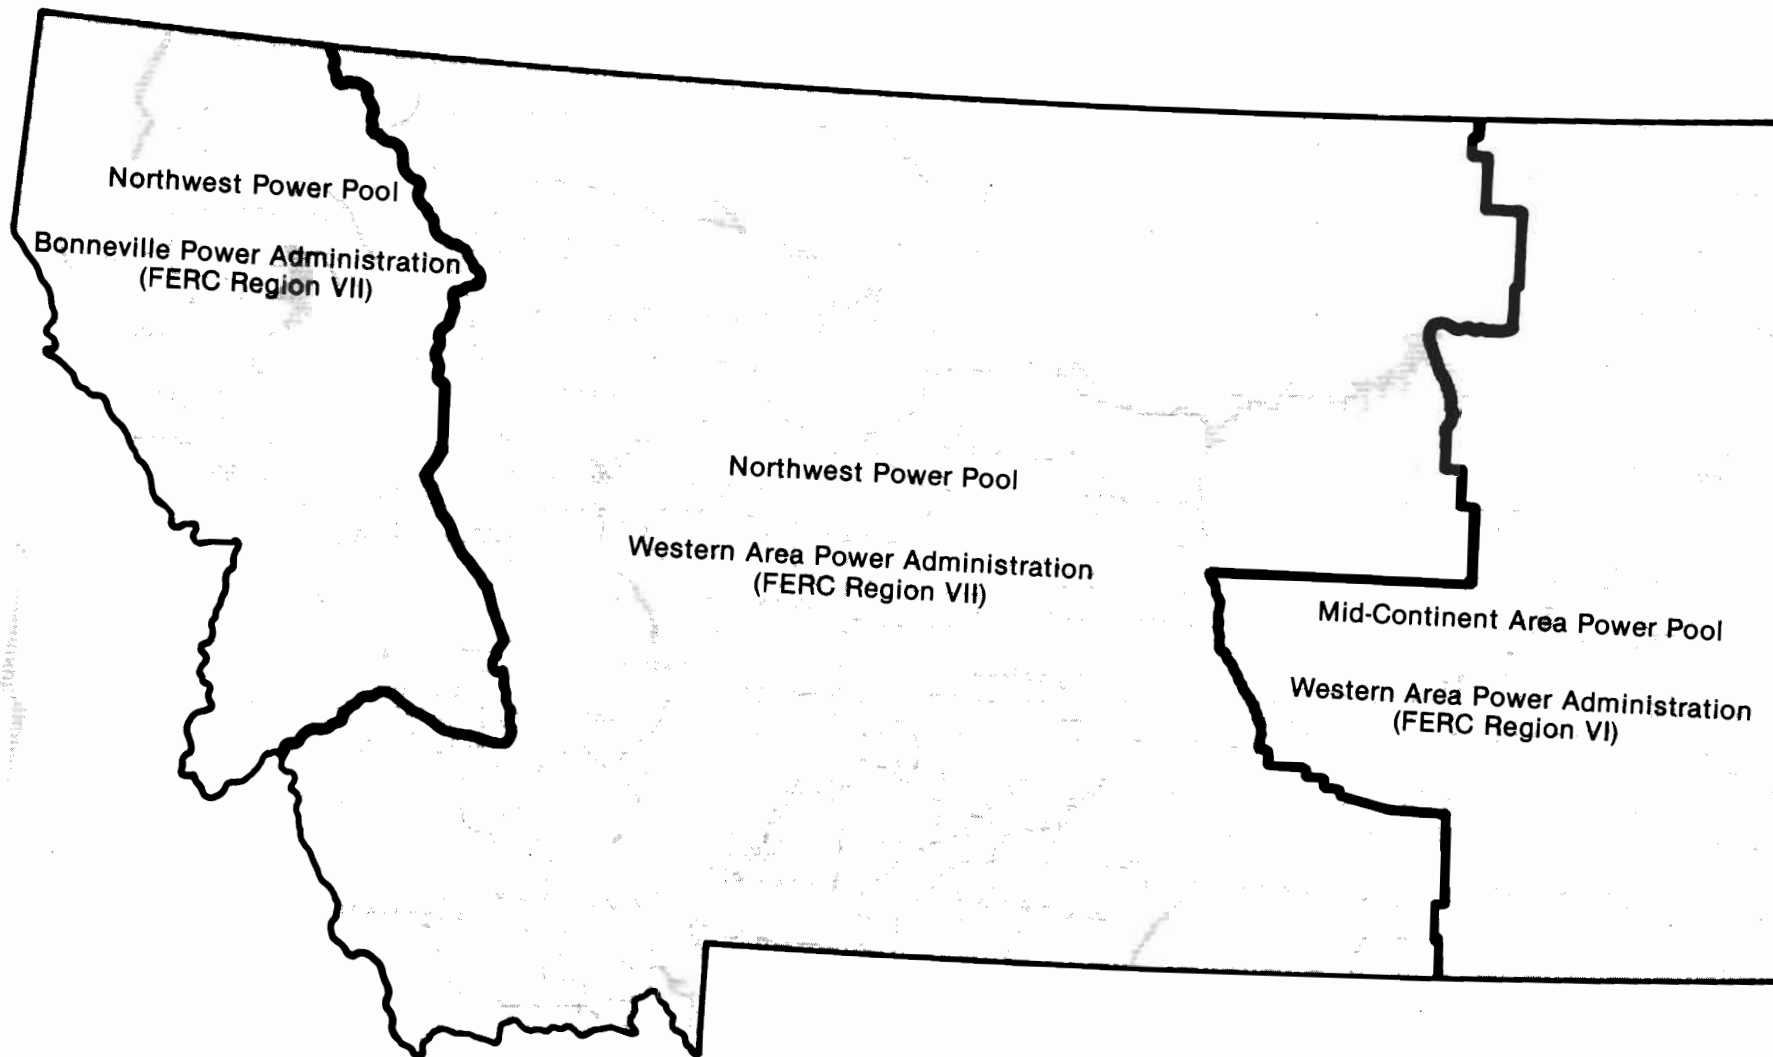 Northwest Power Pool
Bonneville Power Administration
(FERC Region VII)
Northwest Power Pool
Western Area Power Administration
(FERC Region VII)
Mid-Continent Area Power Pool
Western Area Power Administration
(FERC Region VI)